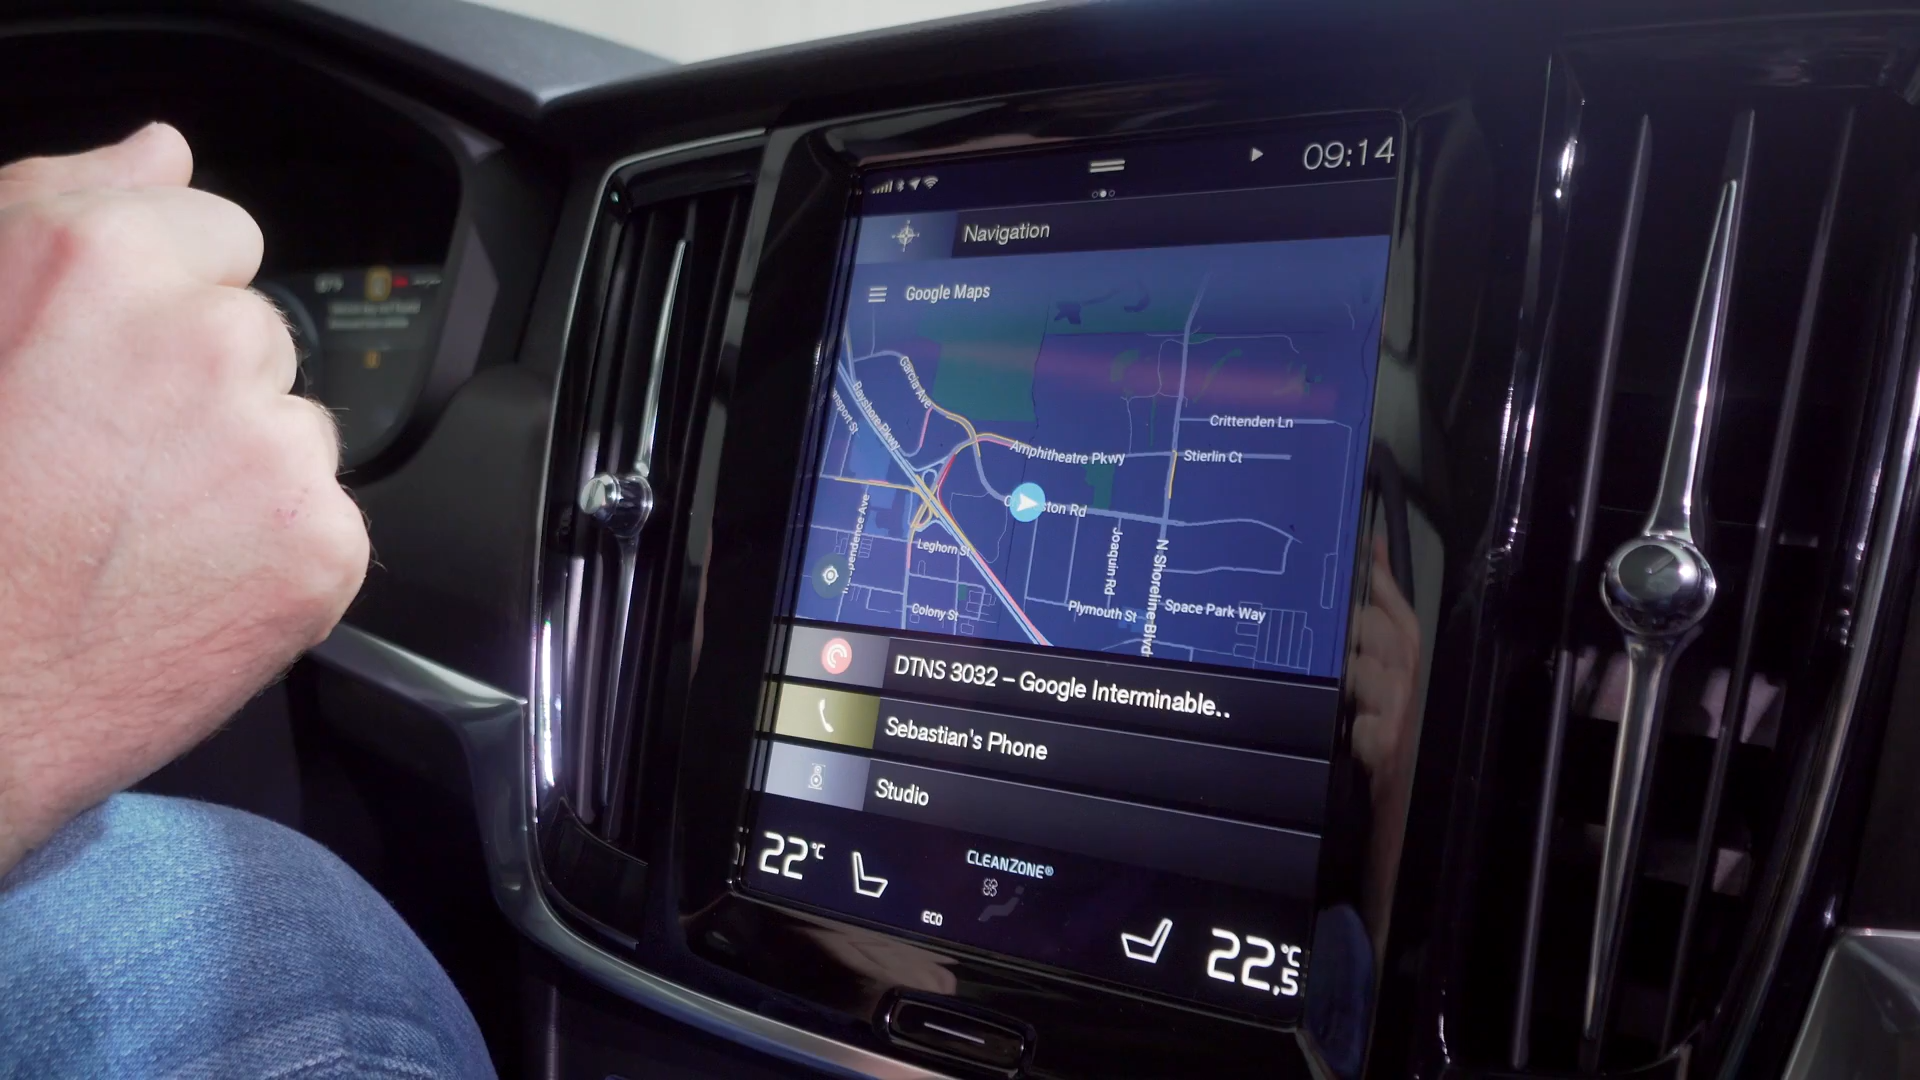 09:14
Navigation
Google Maps
Garcia Ave
Bayshore Pkwy
Crittenden Ln
Amphitheatre Pkwy
Stierlin Ct
ston Rd
Leghorn St
Joaquin Rd
N Shoreline Blvd
Colony St
Plymouth St
Space Park Way
DTNS 3032 – Google Interminable..
Sebastian's Phone
Studio
22°C
CLEANZONE®
ECO
22,5°C